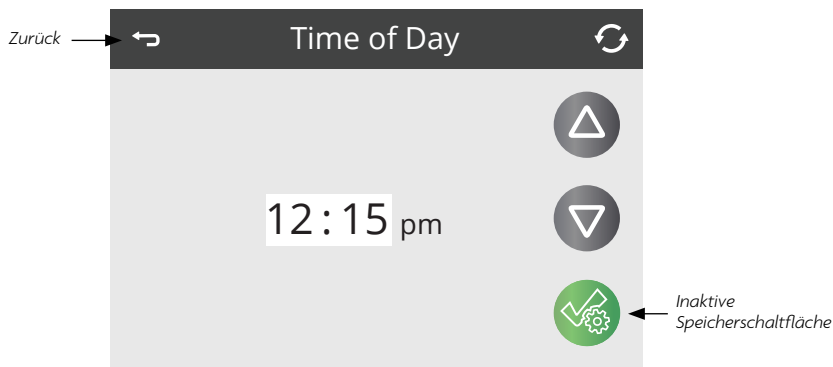 Zurück
Time of Day
12:15 pm
Inaktive
Speicherschaltfläche